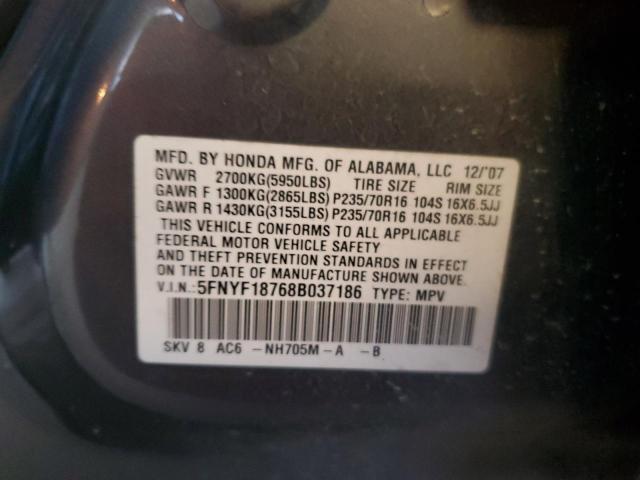 MFD. BY HONDA MFG. OF ALABAMA, LLC 12/'07
GVWR 2700KG(5950LBS) TIRE SIZE RIM SIZE
GAWR F 1300KG(2865LBS) P235/70R16 104S 16X6.5JJ
GAWR R 1430KG(3155LBS) P235/70R16 104S 16X6.5JJ
THIS VEHICLE CONFORMS TO ALL APPLICABLE
FEDERAL MOTOR VEHICLE SAFETY
AND THEFT PREVENTION STANDARDS IN EFFECT
ON THE DATE OF MANUFACTURE SHOWN ABOVE.
V.I.N.: 5FNYF18768B037186 TYPE: MPV
SKV 8 AC6 -NH705M-A -B